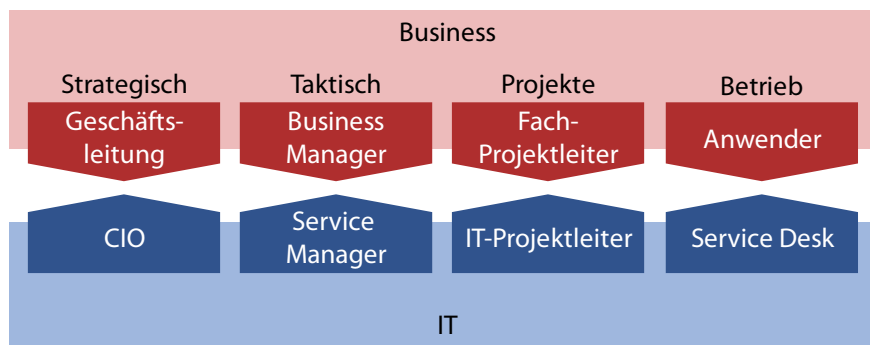 Business
Strategisch
Taktisch
Projekte
Betrieb
Geschäfts-
leitung
Business
Manager
Fach-
Projektleiter
Anwender
CIO
Service
Manager
IT-Projektleiter
Service Desk
IT